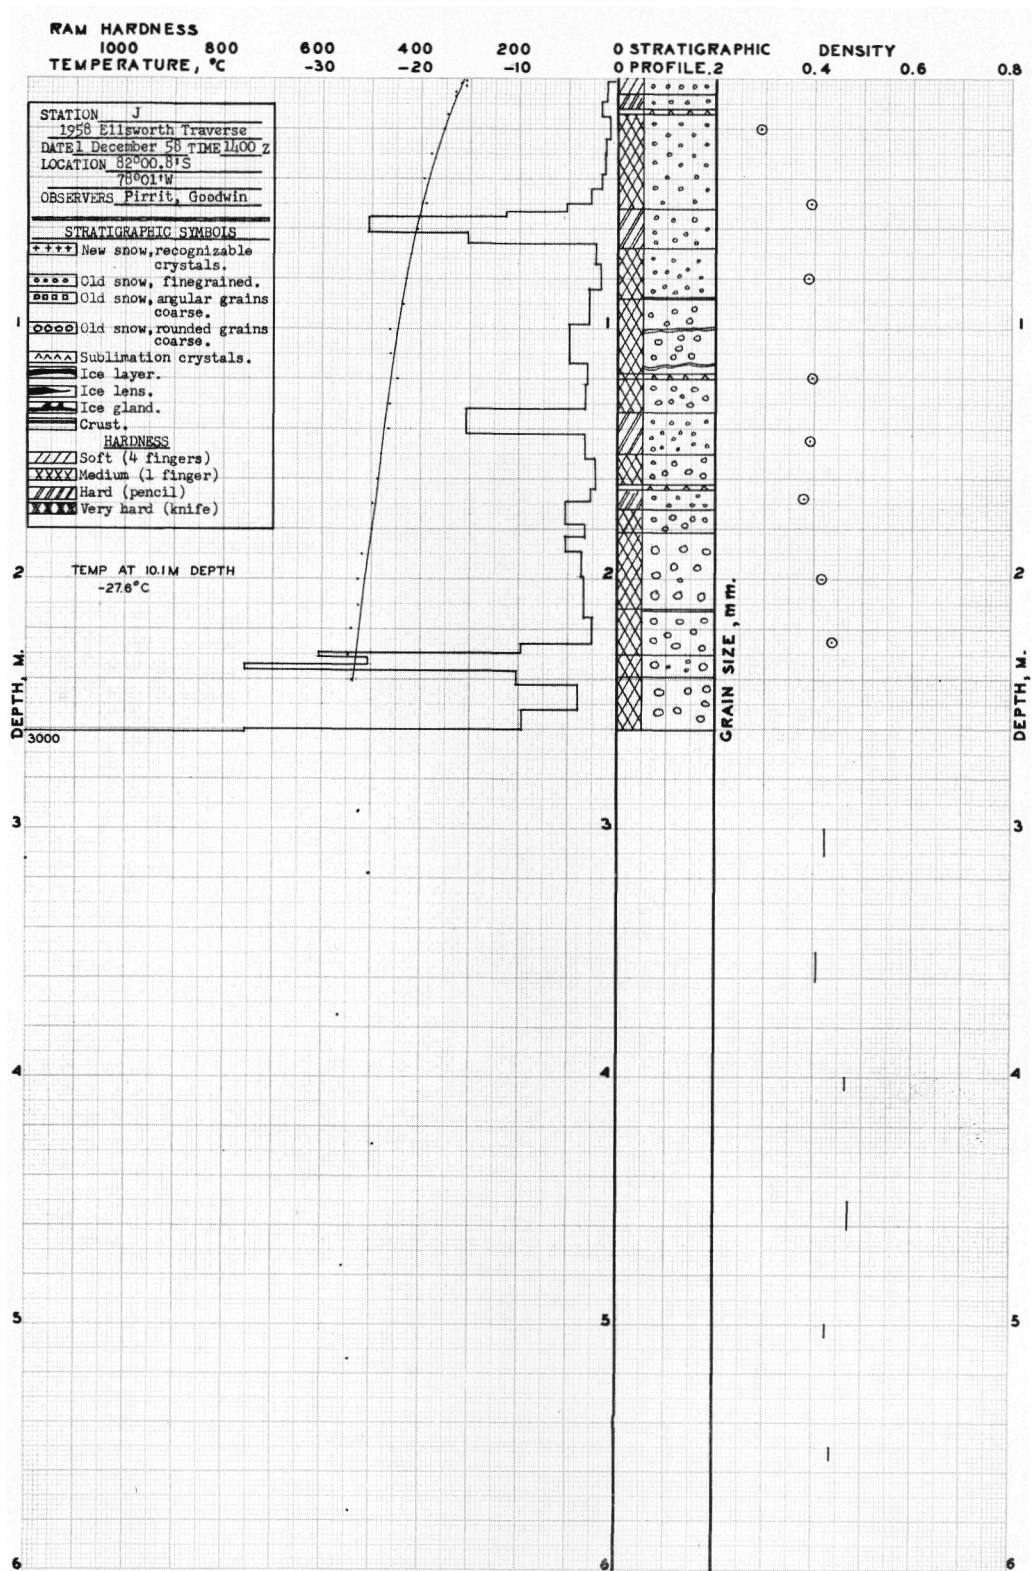 RAM HARDNESS
1000 800 600 400 200 0 STRATIGRAPHIC DENSITY
TEMPERATURE, °C -30 -20 -10 0 PROFILE .2 0.4 0.6 0.8
STATION J
1958 Ellsworth Traverse
DATE 1 December 58 TIME 1400 Z
LOCATION 82°00.8'S
78°01'W
OBSERVERS Pirrit, Goodwin
STRATIGRAPHIC SYMBOLS
New snow, recognizable
crystals.
Old snow, finegrained.
Old snow, angular grains
coarse.
Old snow, rounded grains
coarse.
Sublimation crystals.
Ice layer.
Ice lens.
Ice gland.
Crust.
HARDNESS
Soft (4 fingers)
Medium (1 finger)
Hard (pencil)
Very hard (knife)
TEMP AT 10.1M DEPTH
-27.6°C
1 1 1
2 2 2
DEPTH, M.
GRAIN SIZE, mm.
DEPTH, M.
3000
3 3 3
4 4 4
5 5 5
6 6 6